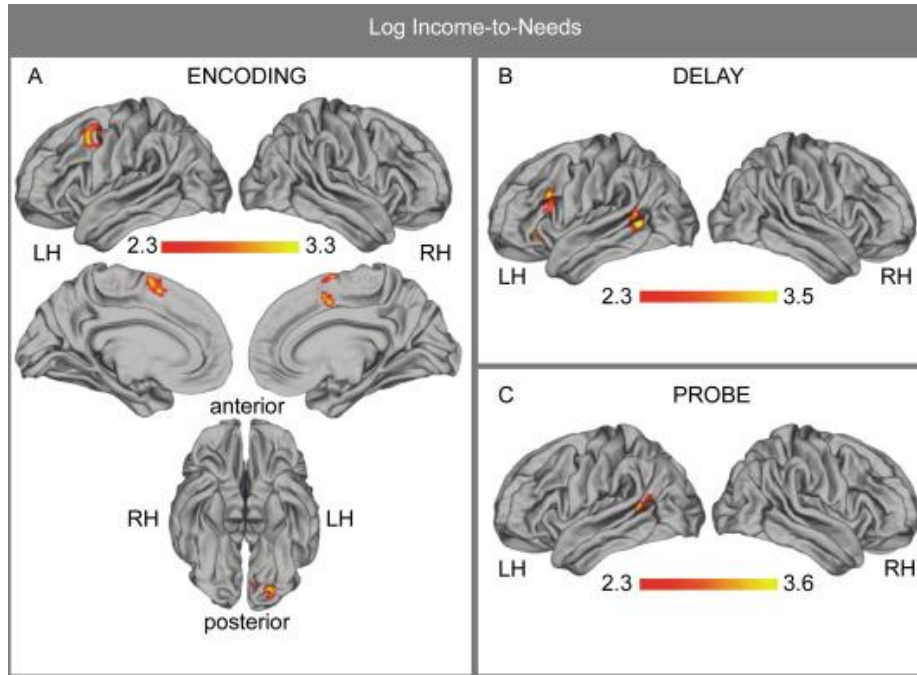 Log Income-to-Needs
A
ENCODING
LH
2.3
3.3
RH
anterior
RH
LH
posterior
B
DELAY
LH
RH
2.3
3.5
C
PROBE
LH
RH
2.3
3.6